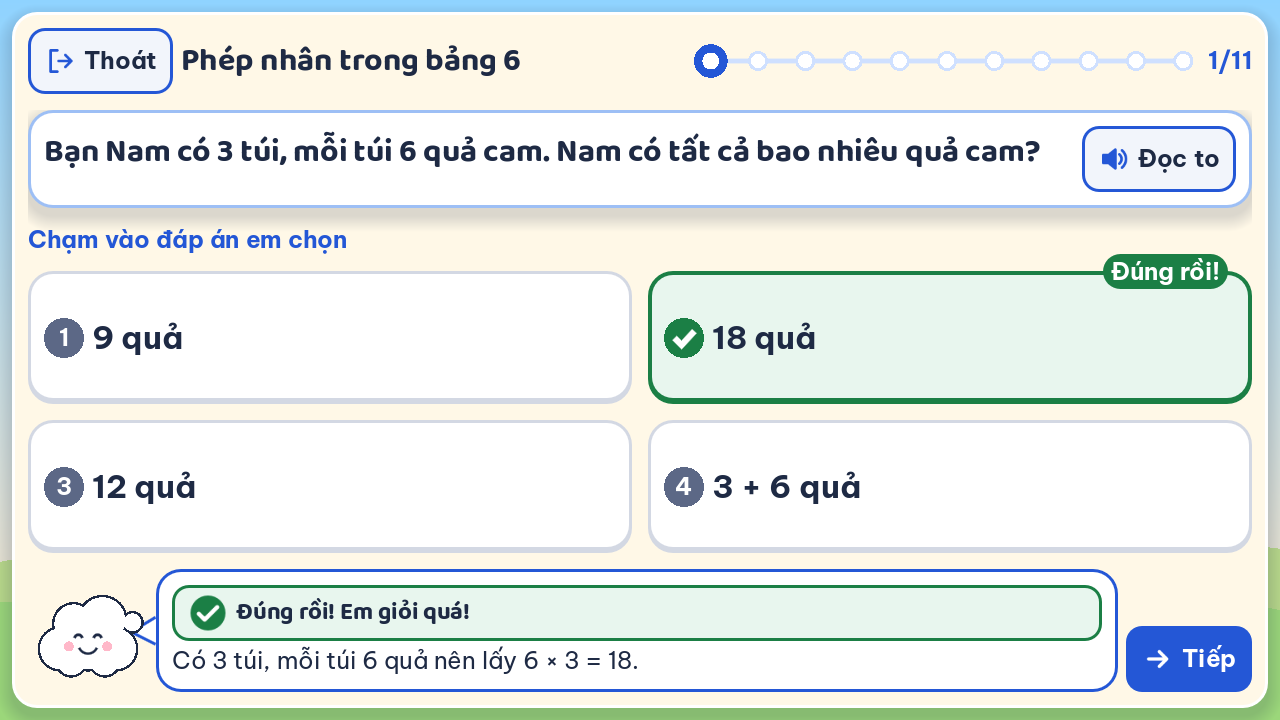 Thoát
Phép nhân trong bảng 6
1/11
Bạn Nam có 3 túi, mỗi túi 6 quả cam. Nam có tất cả bao nhiêu quả cam?
Đọc to
Chạm vào đáp án em chọn
1 9 quả
Đúng rồi!
18 quả
3 12 quả
4 3 + 6 quả
Đúng rồi! Em giỏi quá!
Có 3 túi, mỗi túi 6 quả nên lấy 6 × 3 = 18.
Tiếp